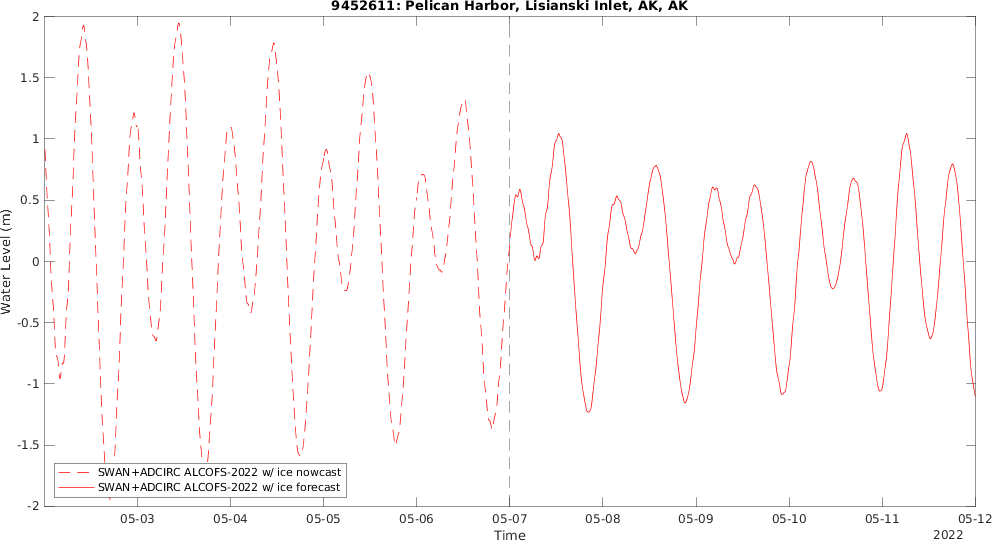 9452611: Pelican Harbor, Lisianski Inlet, AK, AK
Water Level (m)
2
1.5
1
0.5
0
-0.5
-1
-1.5
-2
SWAN+ADCIRC ALCOFS-2022 w/ ice nowcast
SWAN+ADCIRC ALCOFS-2022 w/ ice forecast
05-03 05-04 05-05 05-06 05-07 05-08 05-09 05-10 05-11 05-12
Time
2022